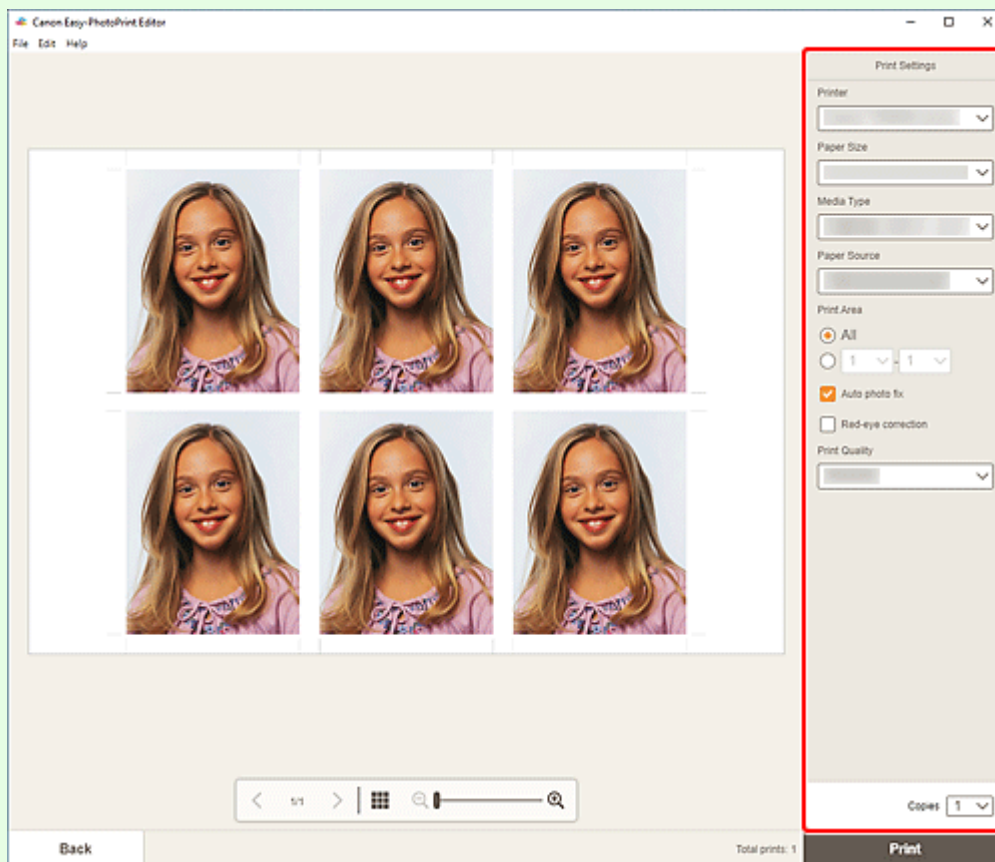 Canon Easy-PhotoPrint Editor
File Edit Help
Print Settings
Printer
Paper Size
Media Type
Paper Source
Print Area
All
1 - 1
Auto photo fix
Red-eye correction
Print Quality
1/1
Copies 1
Back
Total prints: 1
Print